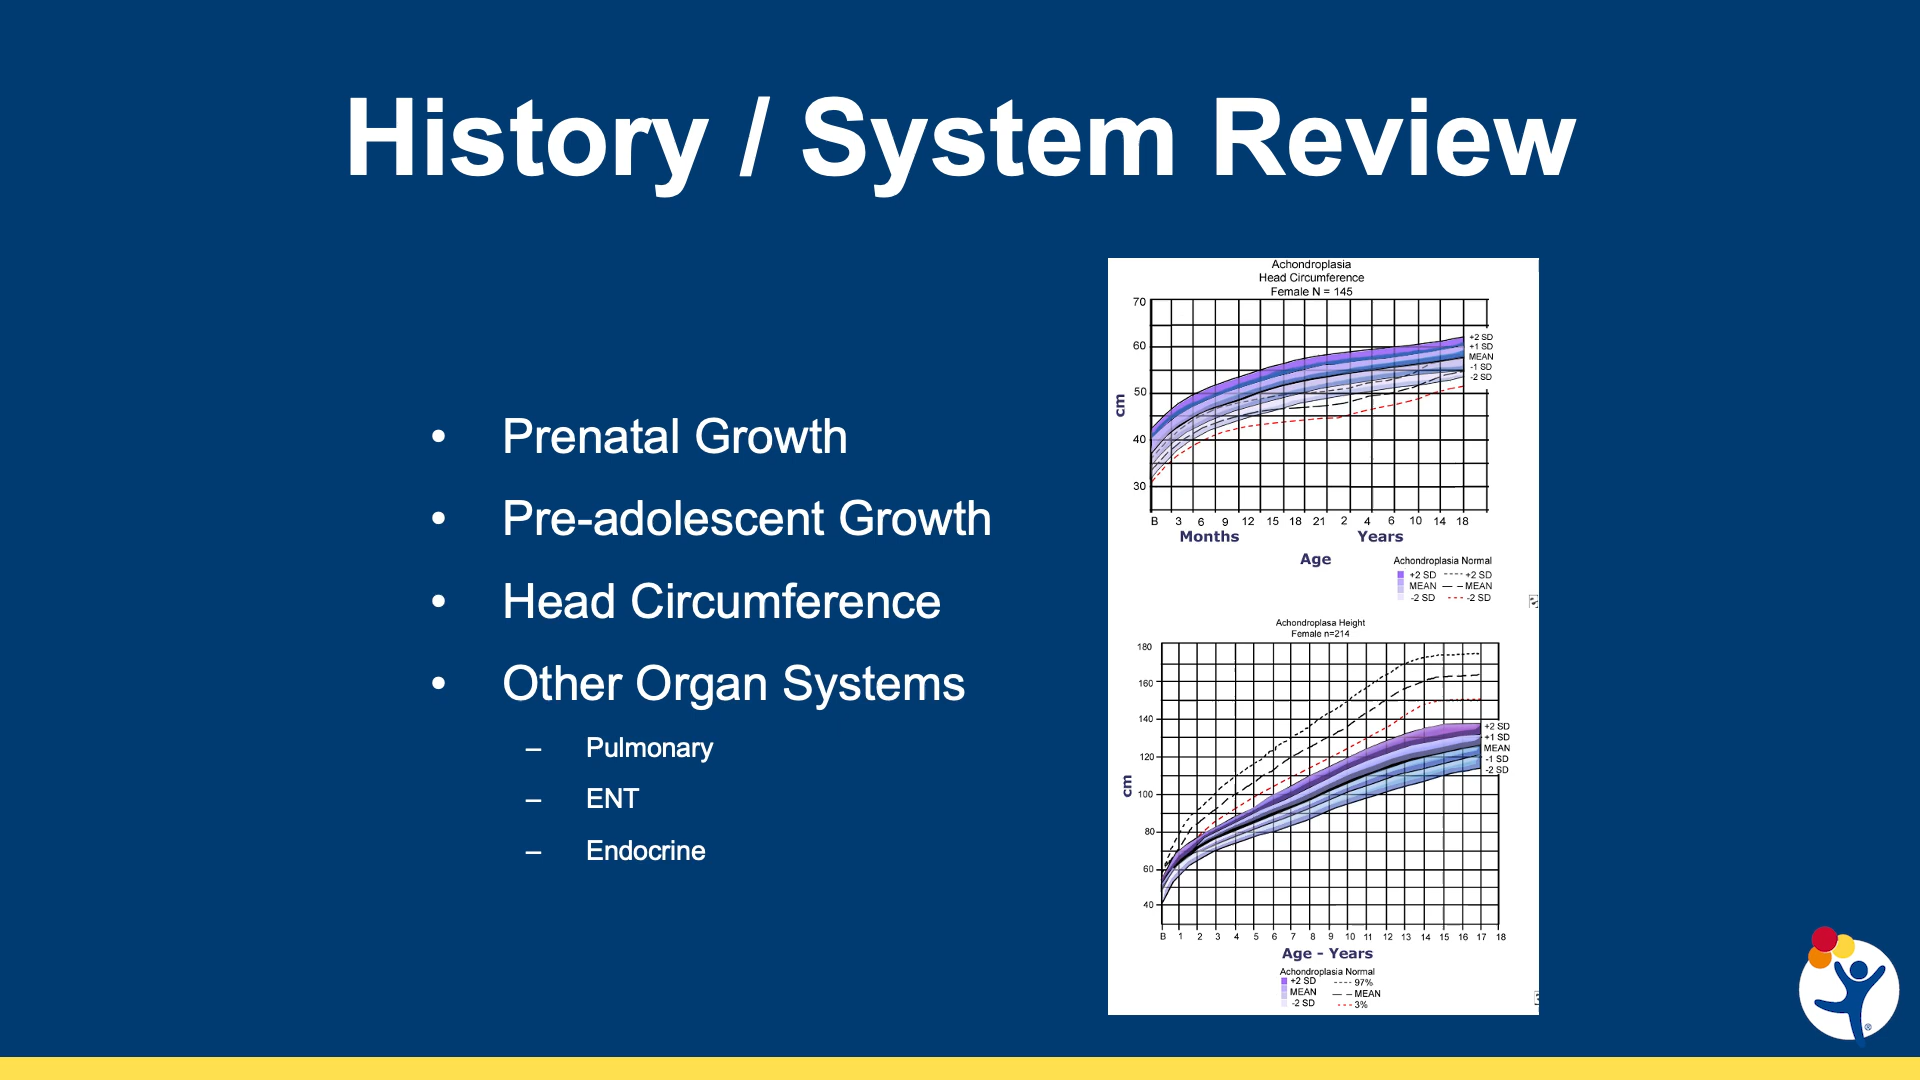 History / System Review
• Prenatal Growth
• Pre-adolescent Growth
• Head Circumference
• Other Organ Systems
– Pulmonary
– ENT
– Endocrine
Achondroplasia
Head Circumference
Female N = 145
70
60
50
40
30
cm
+2 SD
+1 SD
MEAN
-1 SD
-2 SD
B 3 6 9 12 15 18 21 2 4 6 10 14 18
Months Years
Age
Achondroplasia Normal
+2 SD +2 SD
MEAN MEAN
-2 SD -2 SD
Achondroplasa Height
Female n=214
180
160
140
120
100
80
60
40
cm
+2 SD
+1 SD
MEAN
-1 SD
-2 SD
B 1 2 3 4 5 6 7 8 9 10 11 12 13 14 15 16 17 18
Age - Years
Achondroplasia Normal
+2 SD 97%
MEAN MEAN
-2 SD 3%
®